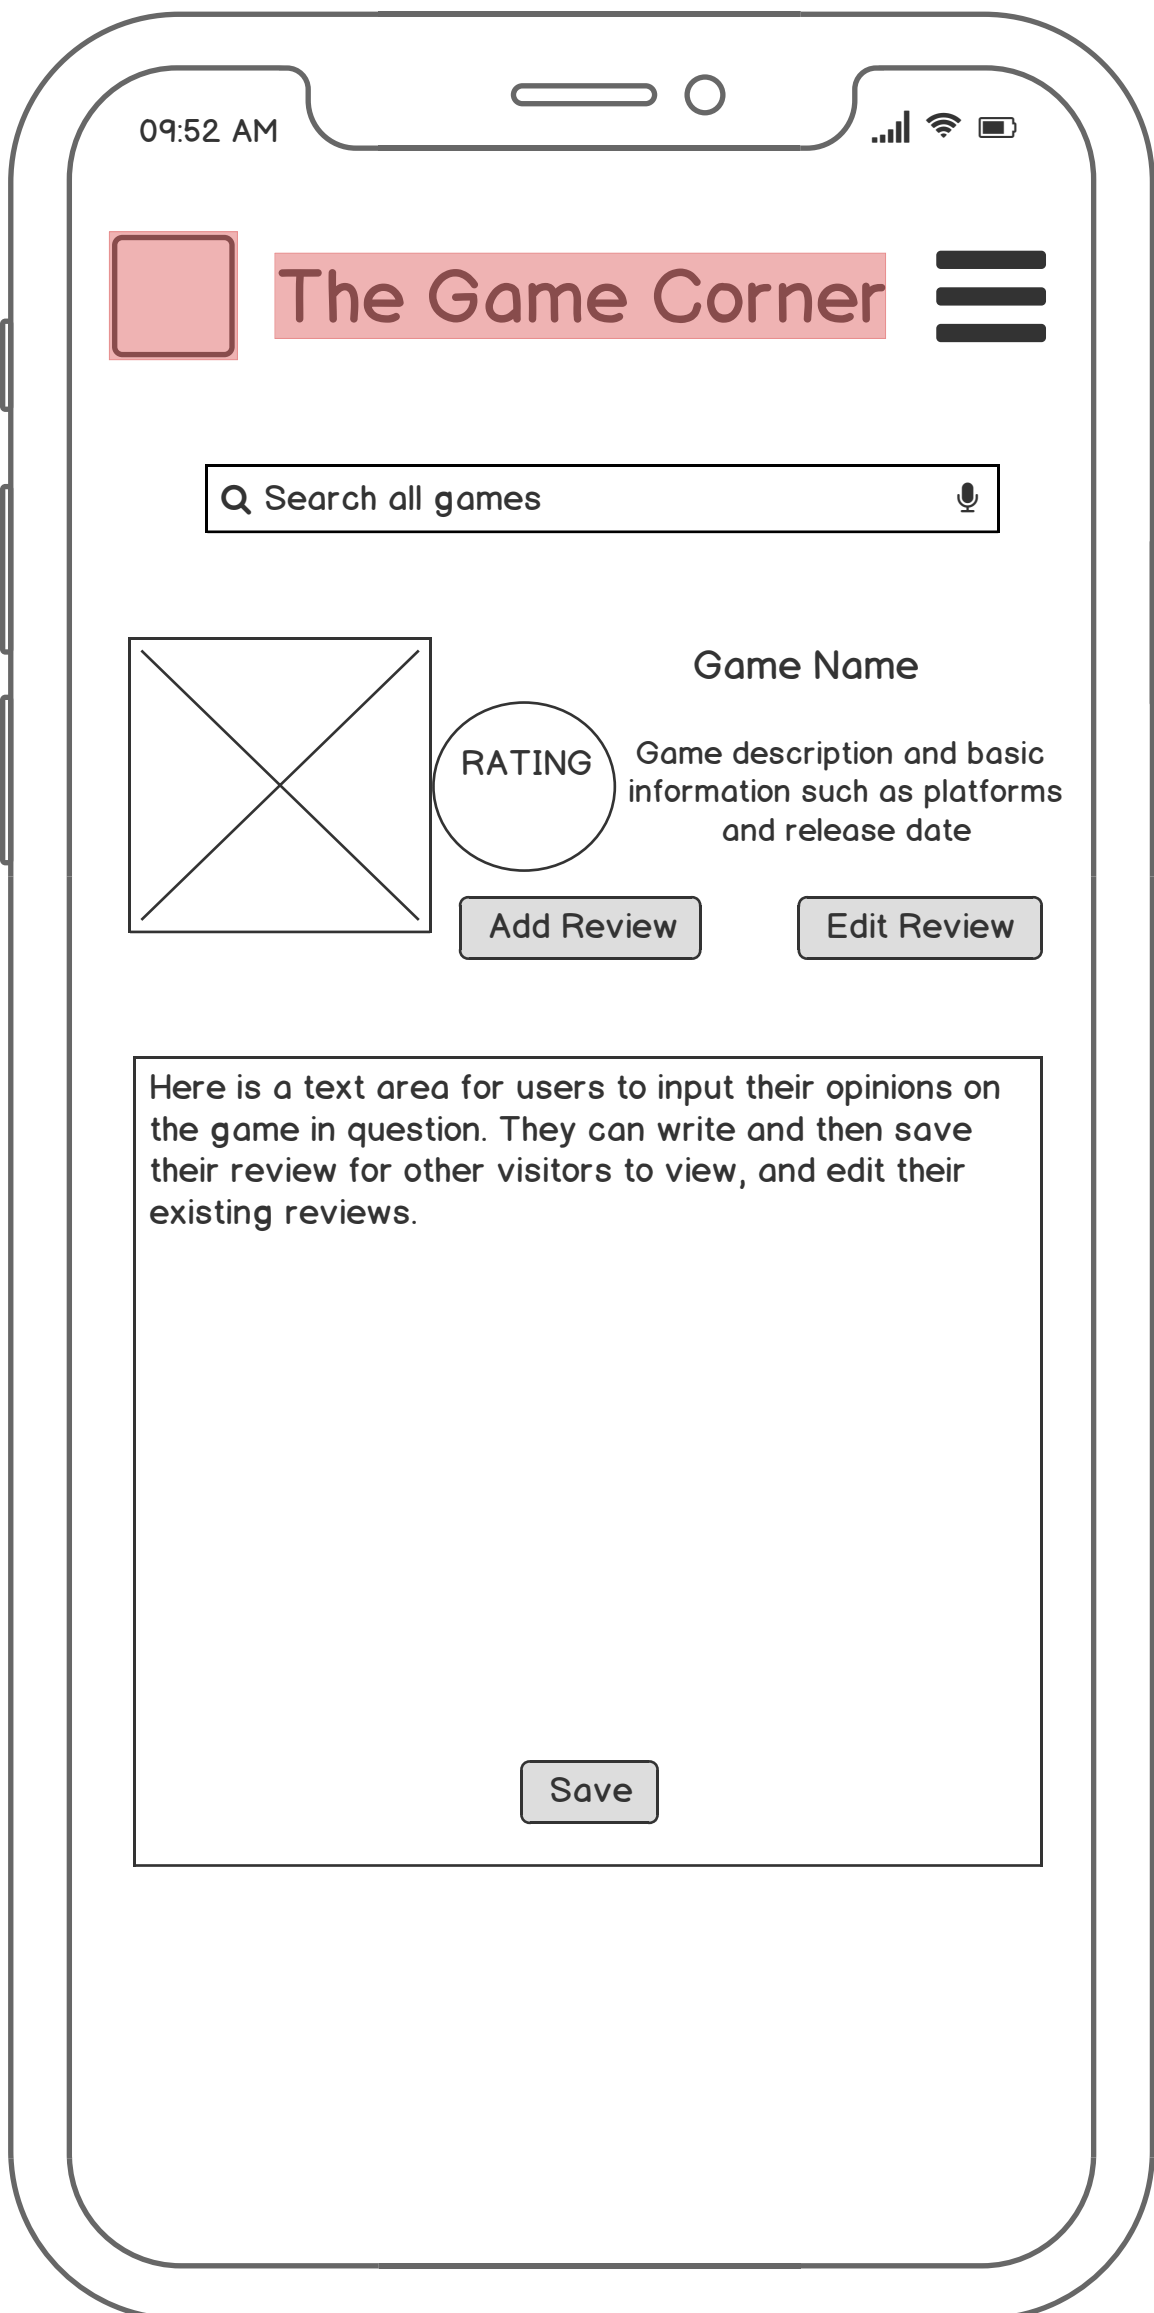 09:52 AM
The Game Corner
Search all games
Game Name
RATING
Game description and basic
information such as platforms
and release date
Add Review
Edit Review
Here is a text area for users to input their opinions on
the game in question. They can write and then save
their review for other visitors to view, and edit their
existing reviews.
Save